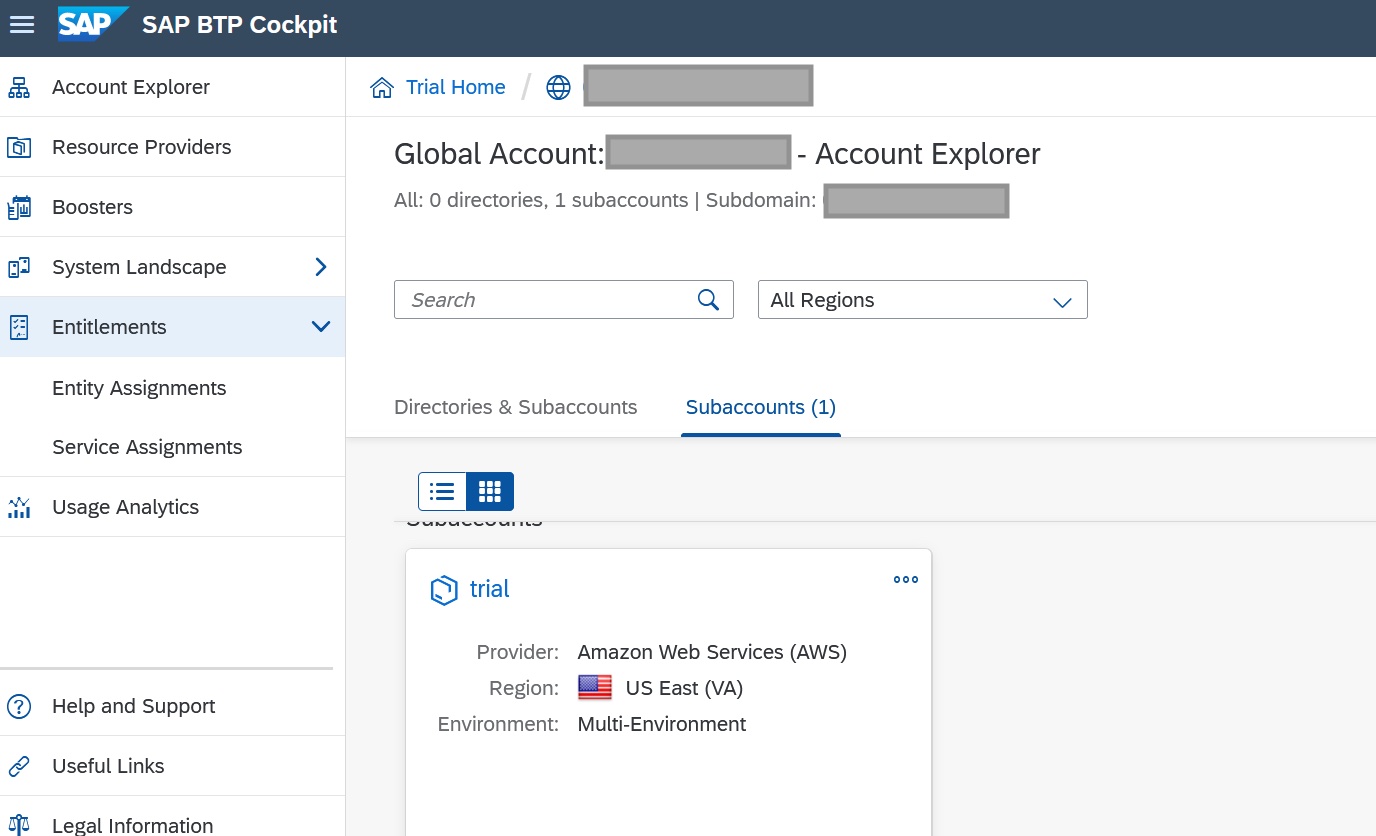 SAP SAP BTP Cockpit
Account Explorer
Resource Providers
Boosters
System Landscape
Entitlements
Entity Assignments
Service Assignments
Usage Analytics
Help and Support
Useful Links
Legal Information
Trial Home /
Global Account: - Account Explorer
All: 0 directories, 1 subaccounts | Subdomain:
Search
All Regions
Directories & Subaccounts
Subaccounts (1)
Subaccounts
trial
Provider: Amazon Web Services (AWS)
Region: US East (VA)
Environment: Multi-Environment